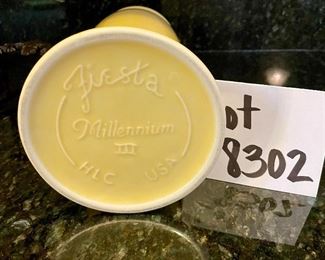 Fiesta
Millennium
III
HLC USA
ot
8302